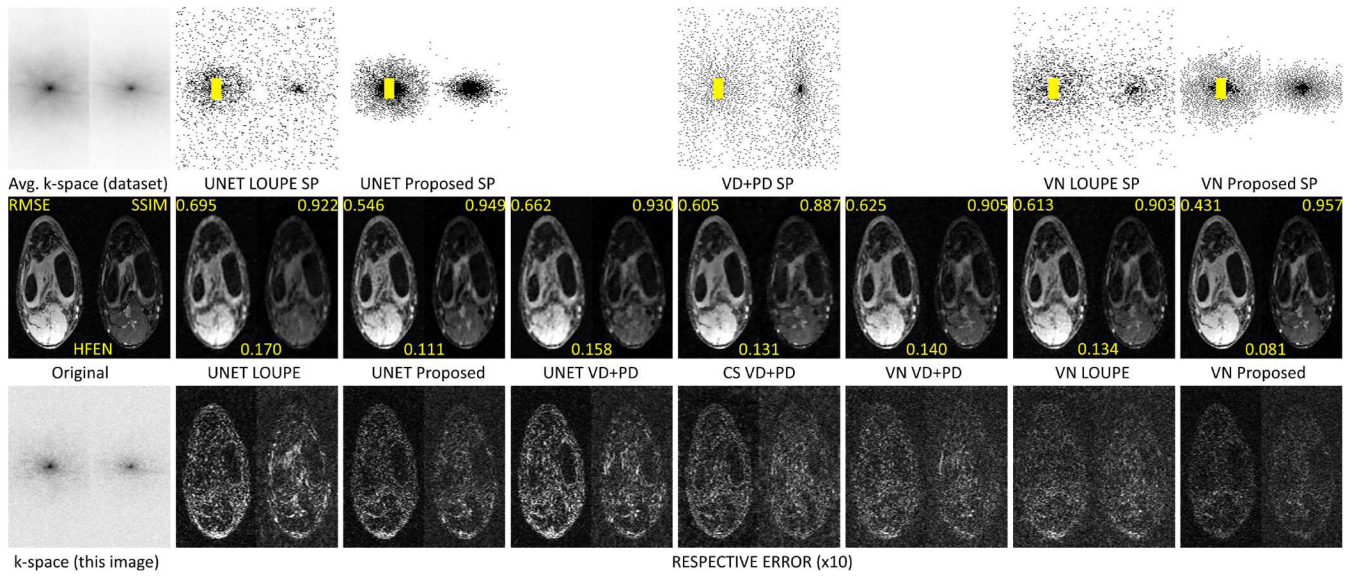 Avg. k-space (dataset) UNET LOUPE SP UNET Proposed SP VD+PD SP VN LOUPE SP VN Proposed SP
RMSE SSIM 0.695 0.922 0.546 0.949 0.662 0.930 0.605 0.887 0.625 0.905 0.613 0.903 0.431 0.957
HFEN 0.170 0.111 0.158 0.131 0.140 0.134 0.081
Original UNET LOUPE UNET Proposed UNET VD+PD CS VD+PD VN VD+PD VN LOUPE VN Proposed
k-space (this image) RESPECTIVE ERROR (x10)